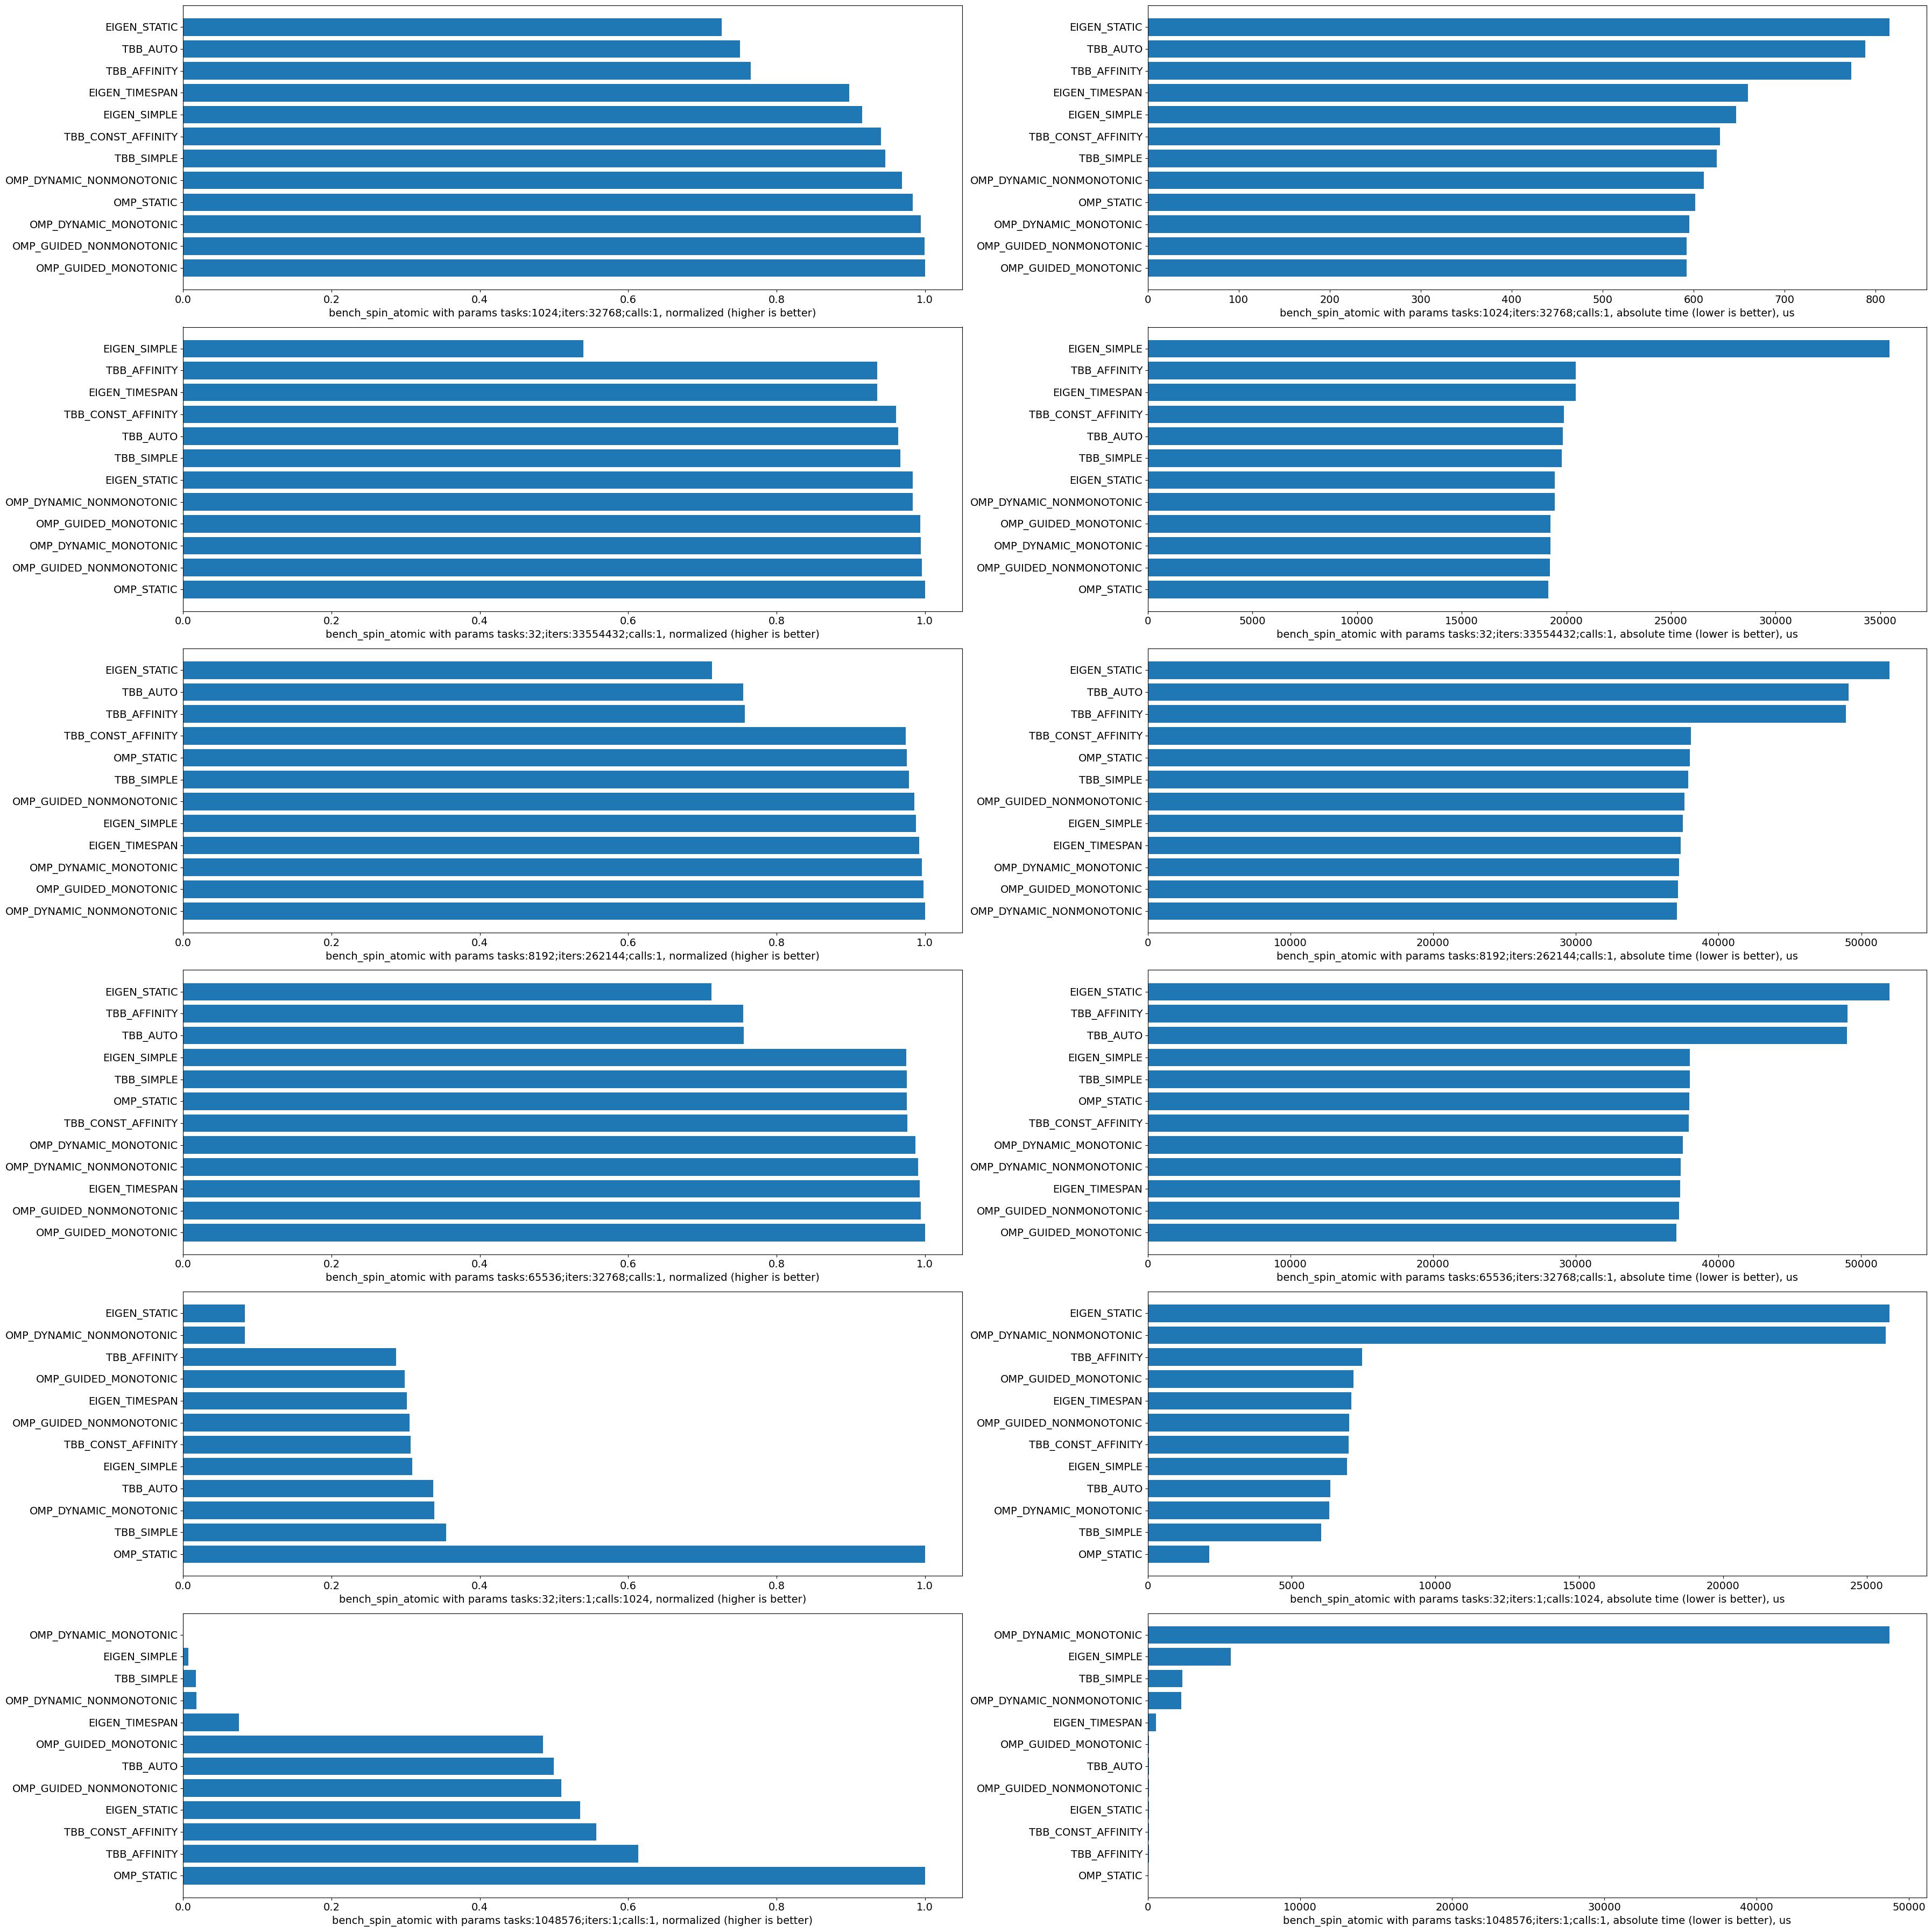 EIGEN_STATIC
TBB_AUTO
TBB_AFFINITY
EIGEN_TIMESPAN
EIGEN_SIMPLE
TBB_CONST_AFFINITY
TBB_SIMPLE
OMP_DYNAMIC_NONMONOTONIC
OMP_STATIC
OMP_DYNAMIC_MONOTONIC
OMP_GUIDED_NONMONOTONIC
OMP_GUIDED_MONOTONIC
0.0 0.2 0.4 0.6 0.8 1.0
bench_spin_atomic with params tasks:1024;iters:32768;calls:1, normalized (higher is better)
EIGEN_STATIC
TBB_AUTO
TBB_AFFINITY
EIGEN_TIMESPAN
EIGEN_SIMPLE
TBB_CONST_AFFINITY
TBB_SIMPLE
OMP_DYNAMIC_NONMONOTONIC
OMP_STATIC
OMP_DYNAMIC_MONOTONIC
OMP_GUIDED_NONMONOTONIC
OMP_GUIDED_MONOTONIC
0 100 200 300 400 500 600 700 800
bench_spin_atomic with params tasks:1024;iters:32768;calls:1, absolute time (lower is better), us
EIGEN_SIMPLE
TBB_AFFINITY
EIGEN_TIMESPAN
TBB_CONST_AFFINITY
TBB_AUTO
TBB_SIMPLE
EIGEN_STATIC
OMP_DYNAMIC_NONMONOTONIC
OMP_GUIDED_MONOTONIC
OMP_DYNAMIC_MONOTONIC
OMP_GUIDED_NONMONOTONIC
OMP_STATIC
0.0 0.2 0.4 0.6 0.8 1.0
bench_spin_atomic with params tasks:32;iters:33554432;calls:1, normalized (higher is better)
EIGEN_SIMPLE
TBB_AFFINITY
EIGEN_TIMESPAN
TBB_CONST_AFFINITY
TBB_AUTO
TBB_SIMPLE
EIGEN_STATIC
OMP_DYNAMIC_NONMONOTONIC
OMP_GUIDED_MONOTONIC
OMP_DYNAMIC_MONOTONIC
OMP_GUIDED_NONMONOTONIC
OMP_STATIC
0 5000 10000 15000 20000 25000 30000 35000
bench_spin_atomic with params tasks:32;iters:33554432;calls:1, absolute time (lower is better), us
EIGEN_STATIC
TBB_AUTO
TBB_AFFINITY
TBB_CONST_AFFINITY
OMP_STATIC
TBB_SIMPLE
OMP_GUIDED_NONMONOTONIC
EIGEN_SIMPLE
EIGEN_TIMESPAN
OMP_DYNAMIC_MONOTONIC
OMP_GUIDED_MONOTONIC
OMP_DYNAMIC_NONMONOTONIC
0.0 0.2 0.4 0.6 0.8 1.0
bench_spin_atomic with params tasks:8192;iters:262144;calls:1, normalized (higher is better)
EIGEN_STATIC
TBB_AUTO
TBB_AFFINITY
TBB_CONST_AFFINITY
OMP_STATIC
TBB_SIMPLE
OMP_GUIDED_NONMONOTONIC
EIGEN_SIMPLE
EIGEN_TIMESPAN
OMP_DYNAMIC_MONOTONIC
OMP_GUIDED_MONOTONIC
OMP_DYNAMIC_NONMONOTONIC
0 10000 20000 30000 40000 50000
bench_spin_atomic with params tasks:8192;iters:262144;calls:1, absolute time (lower is better), us
EIGEN_STATIC
TBB_AFFINITY
TBB_AUTO
EIGEN_SIMPLE
TBB_SIMPLE
OMP_STATIC
TBB_CONST_AFFINITY
OMP_DYNAMIC_MONOTONIC
OMP_DYNAMIC_NONMONOTONIC
EIGEN_TIMESPAN
OMP_GUIDED_NONMONOTONIC
OMP_GUIDED_MONOTONIC
0.0 0.2 0.4 0.6 0.8 1.0
bench_spin_atomic with params tasks:65536;iters:32768;calls:1, normalized (higher is better)
EIGEN_STATIC
TBB_AFFINITY
TBB_AUTO
EIGEN_SIMPLE
TBB_SIMPLE
OMP_STATIC
TBB_CONST_AFFINITY
OMP_DYNAMIC_MONOTONIC
OMP_DYNAMIC_NONMONOTONIC
EIGEN_TIMESPAN
OMP_GUIDED_NONMONOTONIC
OMP_GUIDED_MONOTONIC
0 10000 20000 30000 40000 50000
bench_spin_atomic with params tasks:65536;iters:32768;calls:1, absolute time (lower is better), us
EIGEN_STATIC
OMP_DYNAMIC_NONMONOTONIC
TBB_AFFINITY
OMP_GUIDED_MONOTONIC
EIGEN_TIMESPAN
OMP_GUIDED_NONMONOTONIC
TBB_CONST_AFFINITY
EIGEN_SIMPLE
TBB_AUTO
OMP_DYNAMIC_MONOTONIC
TBB_SIMPLE
OMP_STATIC
0.0 0.2 0.4 0.6 0.8 1.0
bench_spin_atomic with params tasks:32;iters:1;calls:1024, normalized (higher is better)
EIGEN_STATIC
OMP_DYNAMIC_NONMONOTONIC
TBB_AFFINITY
OMP_GUIDED_MONOTONIC
EIGEN_TIMESPAN
OMP_GUIDED_NONMONOTONIC
TBB_CONST_AFFINITY
EIGEN_SIMPLE
TBB_AUTO
OMP_DYNAMIC_MONOTONIC
TBB_SIMPLE
OMP_STATIC
0 5000 10000 15000 20000 25000
bench_spin_atomic with params tasks:32;iters:1;calls:1024, absolute time (lower is better), us
OMP_DYNAMIC_MONOTONIC
EIGEN_SIMPLE
TBB_SIMPLE
OMP_DYNAMIC_NONMONOTONIC
EIGEN_TIMESPAN
OMP_GUIDED_MONOTONIC
TBB_AUTO
OMP_GUIDED_NONMONOTONIC
EIGEN_STATIC
TBB_CONST_AFFINITY
TBB_AFFINITY
OMP_STATIC
0.0 0.2 0.4 0.6 0.8 1.0
bench_spin_atomic with params tasks:1048576;iters:1;calls:1, normalized (higher is better)
OMP_DYNAMIC_MONOTONIC
EIGEN_SIMPLE
TBB_SIMPLE
OMP_DYNAMIC_NONMONOTONIC
EIGEN_TIMESPAN
OMP_GUIDED_MONOTONIC
TBB_AUTO
OMP_GUIDED_NONMONOTONIC
EIGEN_STATIC
TBB_CONST_AFFINITY
TBB_AFFINITY
OMP_STATIC
0 10000 20000 30000 40000 50000
bench_spin_atomic with params tasks:1048576;iters:1;calls:1, absolute time (lower is better), us